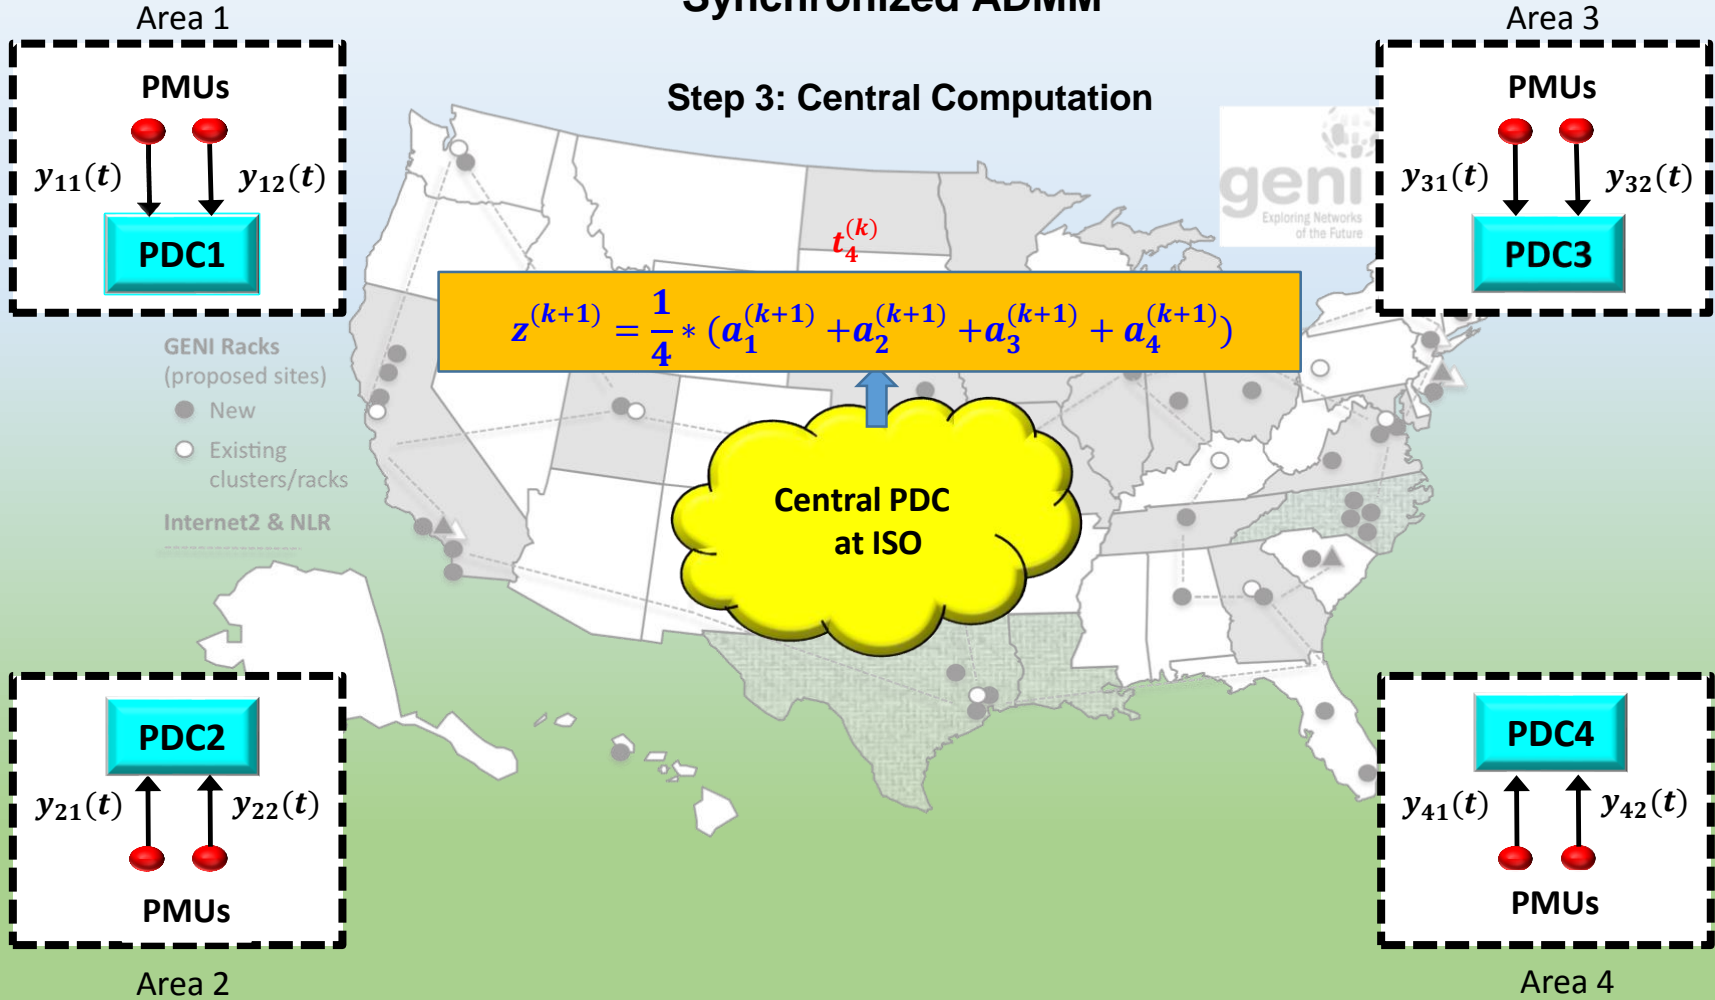 Synchronized ADMM
Step 3: Central Computation
Area 1
PMUs
y₁₁(t)
y₁₂(t)
PDC1
Area 3
PMUs
y₃₁(t)
y₃₂(t)
PDC3
geni
Exploring Networks
of the Future
t₄⁽ᵏ⁾
z⁽ᵏ⁺¹⁾ = 1/4 * (a₁⁽ᵏ⁺¹⁾ +a₂⁽ᵏ⁺¹⁾ +a₃⁽ᵏ⁺¹⁾ + a₄⁽ᵏ⁺¹⁾)
GENI Racks
(proposed sites)
New
Existing
clusters/racks
Internet2 & NLR
Central PDC
at ISO
PDC2
y₂₁(t)
y₂₂(t)
PMUs
Area 2
PDC4
y₄₁(t)
y₄₂(t)
PMUs
Area 4